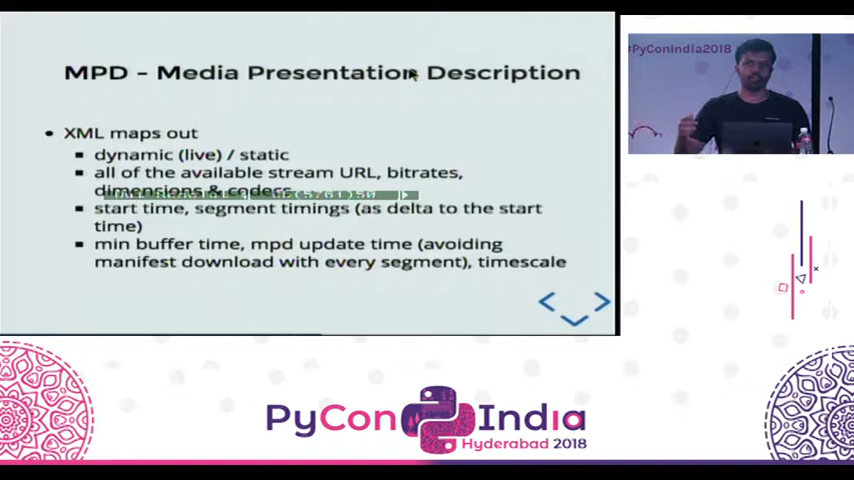 MPD - Media Presentation Description
#PyConIndia2018
XML maps out
dynamic (live) / static
all of the available stream URL, bitrates,
dimensions & codecs
start time, segment timings (as delta to the start
time)
min buffer time, mpd update time (avoiding
manifest download with every segment), timescale
PyCon India
Hyderabad 2018